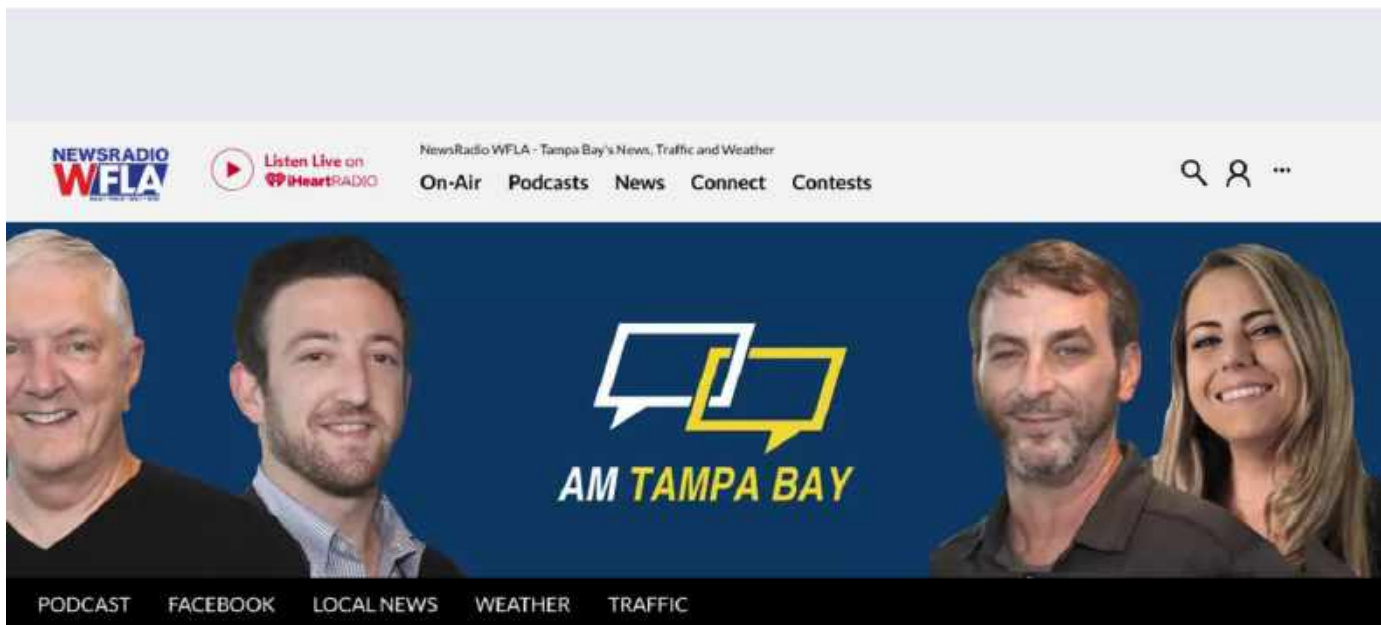 NEWSRADIO
WFLA
Listen Live on
iHeartRADIO
NewsRadio WFLA - Tampa Bay's News, Traffic and Weather
On-Air Podcasts News Connect Contests
AM TAMPA BAY
PODCAST FACEBOOK LOCAL NEWS WEATHER TRAFFIC